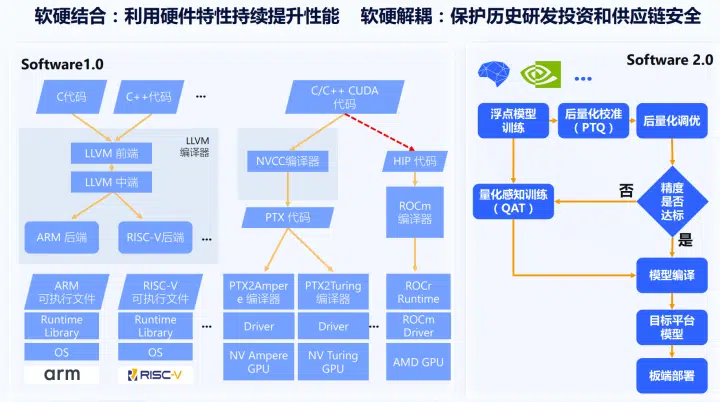 软硬结合：利用硬件特性持续提升性能 软硬解耦：保护历史研发投资和供应链安全
Software1.0
C代码
C++代码
...
LLVM
编译器
LLVM 前端
LLVM 中端
ARM 后端
RISC-V后端
...
ARM
可执行文件
RISC-V
可执行文件
Runtime
Library
Runtime
Library
...
OS
OS
arm
RISC-V
C/C++ CUDA
代码
NVCC编译器
HIP 代码
PTX 代码
ROCm
编译器
PTX2Amper
e 编译器
PTX2Turing
编译器
ROCr
Runtime
Driver
Driver
...
ROCm
Driver
NV Ampere
GPU
NV Turing
GPU
AMD GPU
Software 2.0
...
浮点模型
训练
后量化校准
（PTQ）
后量化调优
量化感知训练
（QAT）
否
精度
是否
达标
是
模型编译
目标平台
模型
板端部署